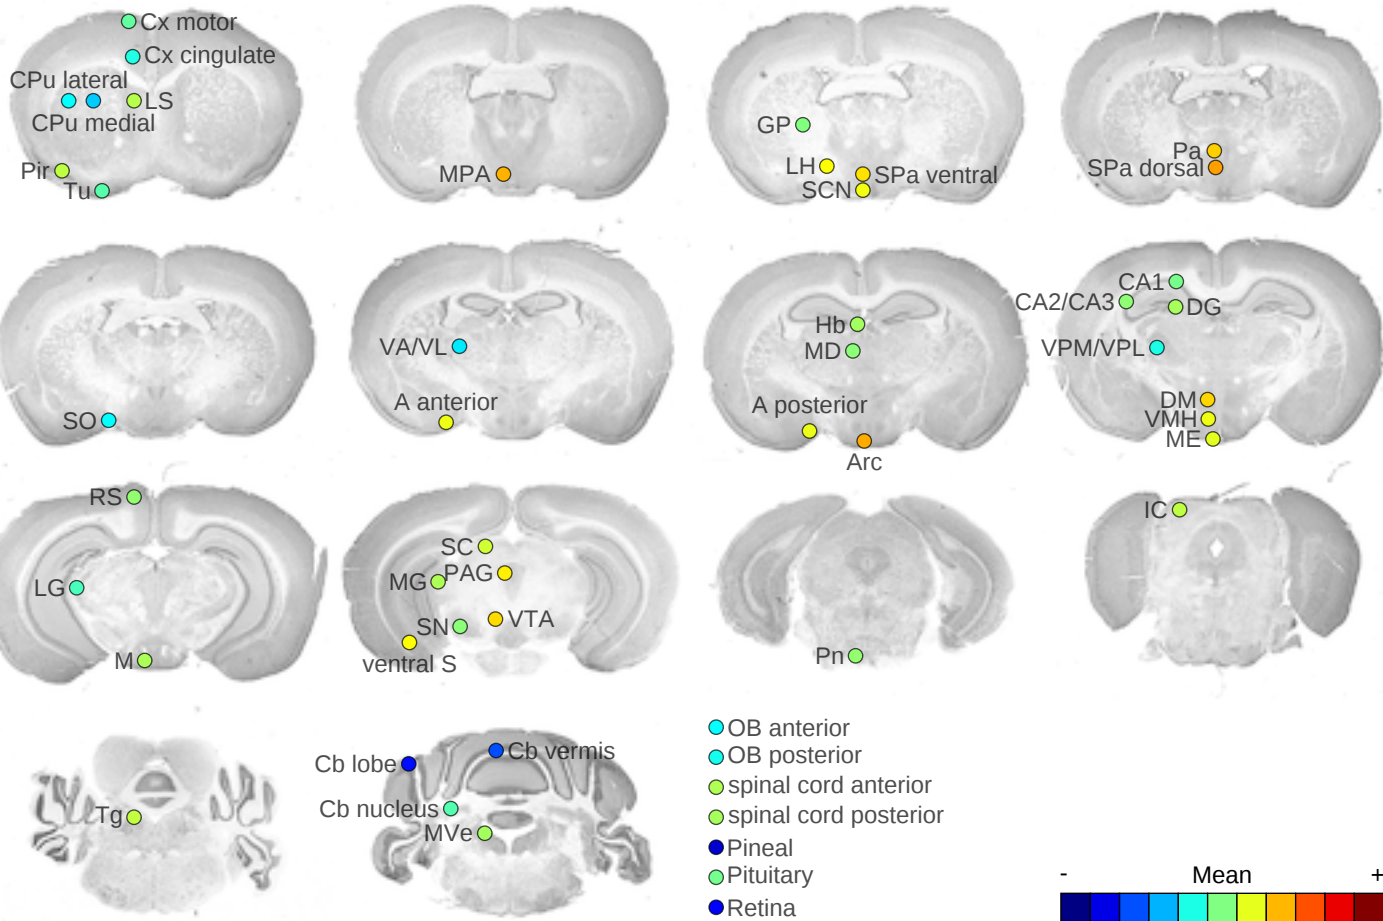 Cx motor
Cx cingulate
CPu lateral
LS
CPu medial
Pir
Tu
MPA
GP
LH
SPa ventral
SCN
Pa
SPa dorsal
SO
VA/VL
A anterior
Hb
MD
A posterior
Arc
CA1
CA2/CA3
DG
VPM/VPL
DM
VMH
ME
RS
LG
M
SC
MG
PAG
SN
VTA
ventral S
Pn
IC
Tg
Cb lobe
Cb vermis
Cb nucleus
MVe
OB anterior
OB posterior
spinal cord anterior
spinal cord posterior
Pineal
Pituitary
Retina
- Mean +